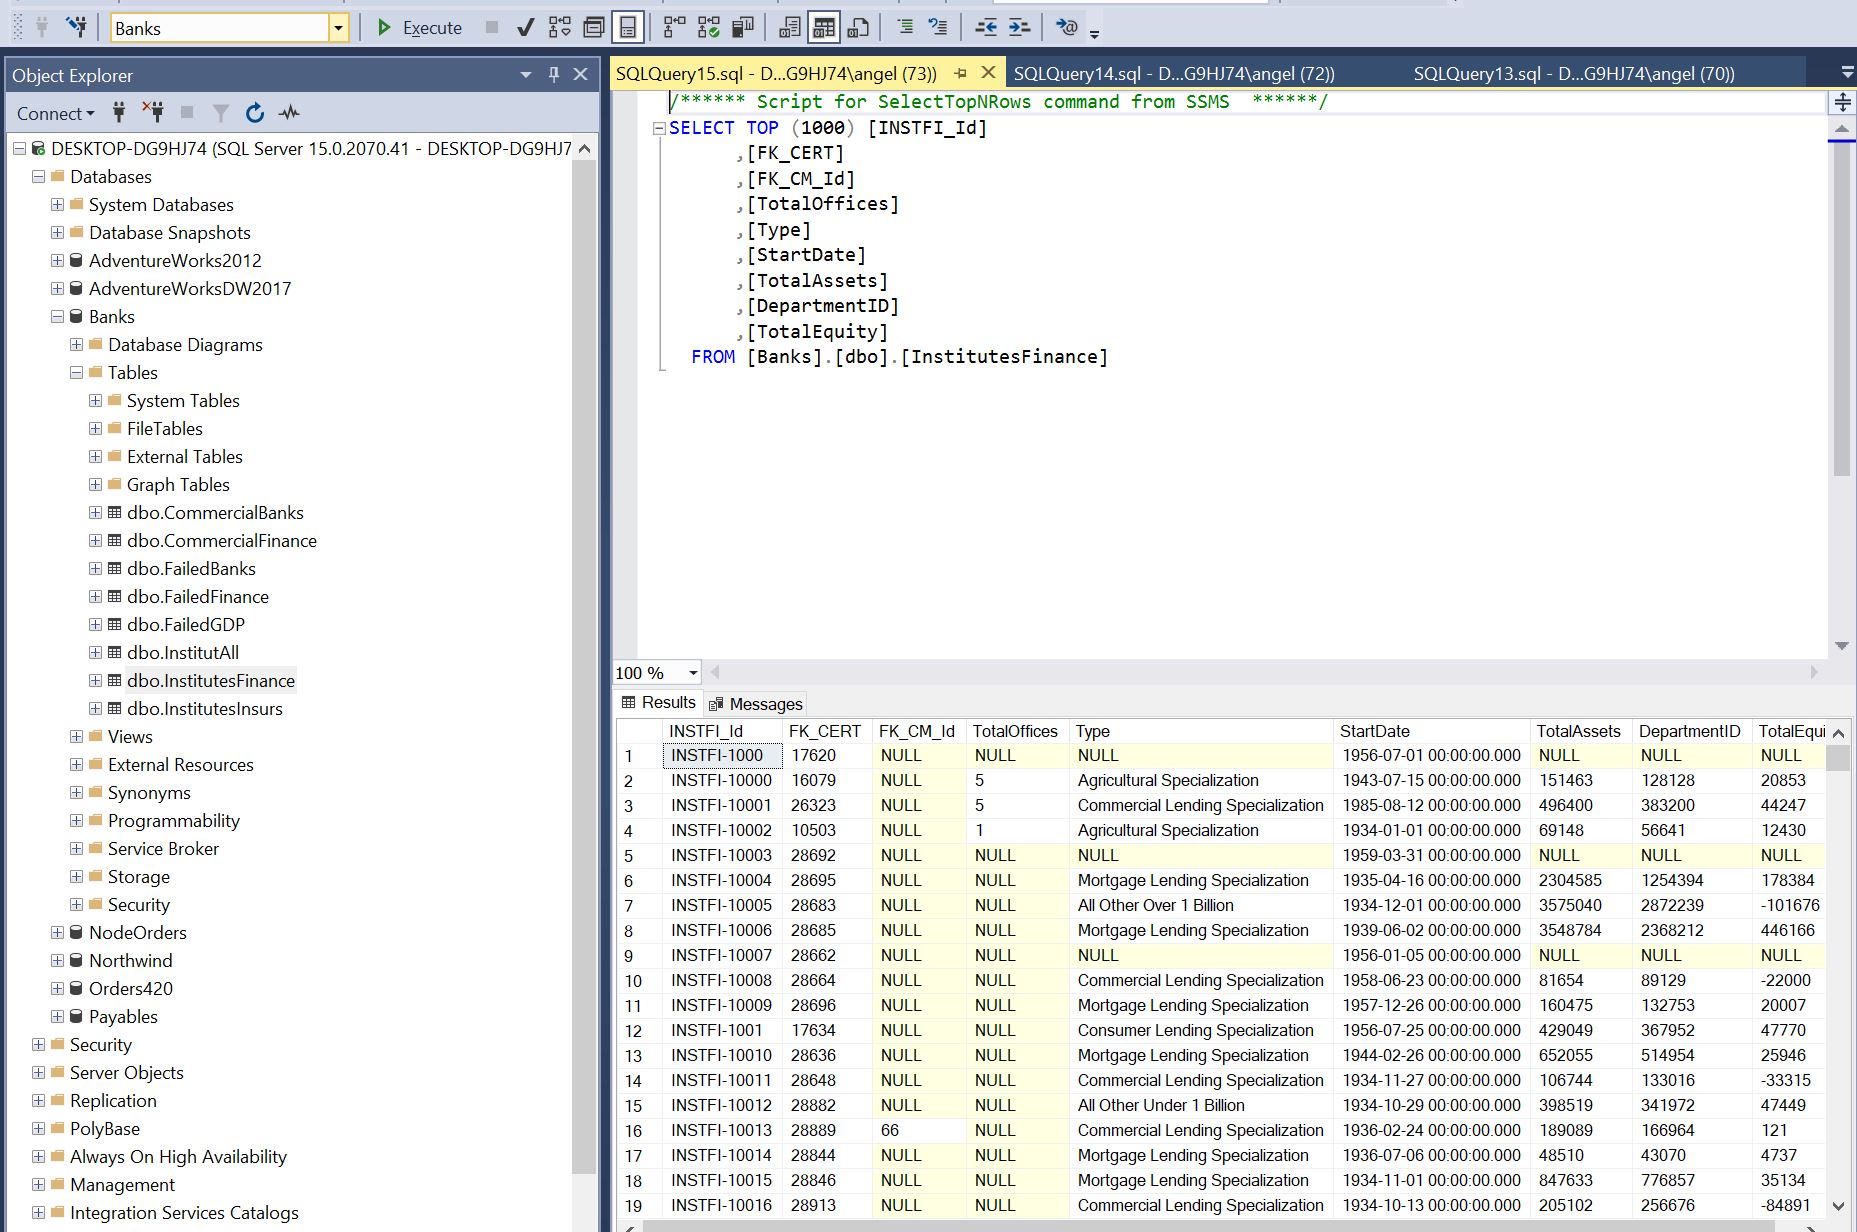 Banks
Execute
Object Explorer
Connect
DESKTOP-DG9HJ74 (SQL Server 15.0.2070.41 - DESKTOP-DG9HJ7
Databases
System Databases
Database Snapshots
AdventureWorks2012
AdventureWorksDW2017
Banks
Database Diagrams
Tables
System Tables
FileTables
External Tables
Graph Tables
dbo.CommercialBanks
dbo.CommercialFinance
dbo.FailedBanks
dbo.FailedFinance
dbo.FailedGDP
dbo.InstitutAll
dbo.InstitutesFinance
dbo.InstitutesInsurs
Views
External Resources
Synonyms
Programmability
Service Broker
Storage
Security
NodeOrders
Northwind
Orders420
Payables
Security
Server Objects
Replication
PolyBase
Always On High Availability
Management
Integration Services Catalogs
SQLQuery15.sql - D...G9HJ74\angel (73)) SQLQuery14.sql - D...G9HJ74\angel (72)) SQLQuery13.sql - D...G9HJ74\angel (70))
/****** Script for SelectTopNRows command from SSMS ******/
SELECT TOP (1000) [INSTFI_Id]
,[FK_CERT]
,[FK_CM_Id]
,[TotalOffices]
,[Type]
,[StartDate]
,[TotalAssets]
,[DepartmentID]
,[TotalEquity]
FROM [Banks].[dbo].[InstitutesFinance]
100 %
Results Messages
INSTFI_Id FK_CERT FK_CM_Id TotalOffices Type StartDate TotalAssets DepartmentID TotalEqui
1 INSTFI-1000 17620 NULL NULL NULL 1956-07-01 00:00:00.000 NULL NULL NULL
2 INSTFI-10000 16079 NULL 5 Agricultural Specialization 1943-07-15 00:00:00.000 151463 128128 20853
3 INSTFI-10001 26323 NULL 5 Commercial Lending Specialization 1985-08-12 00:00:00.000 496400 383200 44247
4 INSTFI-10002 10503 NULL 1 Agricultural Specialization 1934-01-01 00:00:00.000 69148 56641 12430
5 INSTFI-10003 28692 NULL NULL NULL 1959-03-31 00:00:00.000 NULL NULL NULL
6 INSTFI-10004 28695 NULL NULL Mortgage Lending Specialization 1935-04-16 00:00:00.000 2304585 1254394 178384
7 INSTFI-10005 28683 NULL NULL All Other Over 1 Billion 1934-12-01 00:00:00.000 3575040 2872239 -101676
8 INSTFI-10006 28685 NULL NULL Mortgage Lending Specialization 1939-06-02 00:00:00.000 3548784 2368212 446166
9 INSTFI-10007 28662 NULL NULL NULL 1956-01-05 00:00:00.000 NULL NULL NULL
10 INSTFI-10008 28664 NULL NULL Commercial Lending Specialization 1958-06-23 00:00:00.000 81654 89129 -22000
11 INSTFI-10009 28696 NULL NULL Mortgage Lending Specialization 1957-12-26 00:00:00.000 160475 132753 20007
12 INSTFI-1001 17634 NULL NULL Consumer Lending Specialization 1956-07-25 00:00:00.000 429049 367952 47770
13 INSTFI-10010 28636 NULL NULL Mortgage Lending Specialization 1944-02-26 00:00:00.000 652055 514954 25946
14 INSTFI-10011 28648 NULL NULL Commercial Lending Specialization 1934-11-27 00:00:00.000 106744 133016 -33315
15 INSTFI-10012 28882 NULL NULL All Other Under 1 Billion 1934-10-29 00:00:00.000 398519 341972 47449
16 INSTFI-10013 28889 66 NULL Commercial Lending Specialization 1936-02-24 00:00:00.000 189089 166964 121
17 INSTFI-10014 28844 NULL NULL Mortgage Lending Specialization 1936-07-06 00:00:00.000 48510 43070 4737
18 INSTFI-10015 28846 NULL NULL Mortgage Lending Specialization 1934-11-01 00:00:00.000 847633 776857 35134
19 INSTFI-10016 28913 NULL NULL Commercial Lending Specialization 1934-10-13 00:00:00.000 205102 256676 -84891